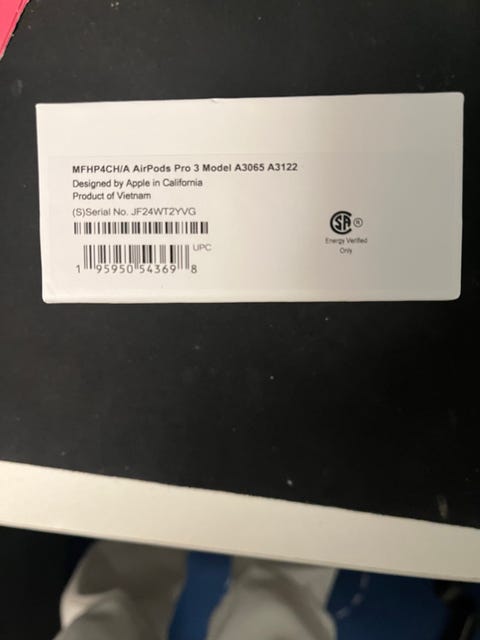 MFHP4CH/A AirPods Pro 3 Model A3065 A3122
Designed by Apple in California
Product of Vietnam
(S)Serial No. JF24WT2YVG
UPC
1 95950 54369 8
SA ®
Energy Verified
Only